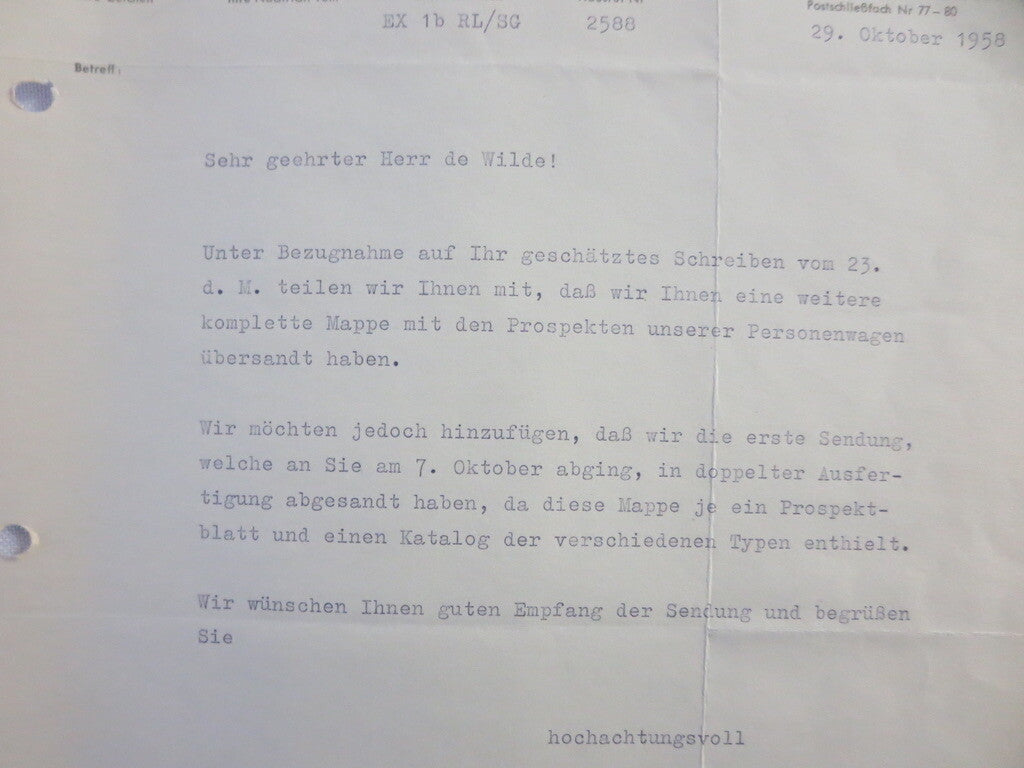 EX 1b RL/SG
2588
Postschließfach Nr 77-80
29. Oktober 1958
Betreff:
Sehr geehrter Herr de Wilde!
Unter Bezugnahme auf Ihr geschätztes Schreiben vom 23.
d. M. teilen wir Ihnen mit, daß wir Ihnen eine weitere
komplette Mappe mit den Prospekten unserer Personenwagen
übersandt haben.
Wir möchten jedoch hinzufügen, daß wir die erste Sendung,
welche an Sie am 7. Oktober abging, in doppelter Ausfer-
tigung abgesandt haben, da diese Mappe je ein Prospekt-
blatt und einen Katalog der verschiedenen Typen enthielt.
Wir wünschen Ihnen guten Empfang der Sendung und begrüßen
Sie
hochachtungsvoll